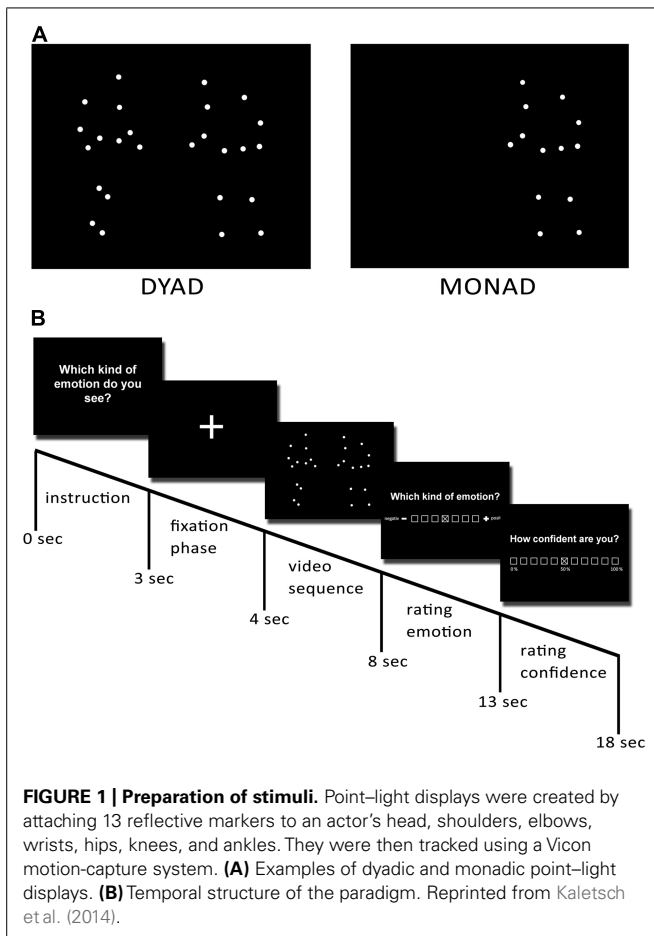 A
DYAD
MONAD
B
Which kind of
emotion do you
see?
+
Which kind of emotion?
negativ
How confident are you?
0 %
50 %
100 %
instruction
fixation
phase
video
sequence
rating
emotion
rating
confidence
0 sec
3 sec
4 sec
8 sec
13 sec
18 sec
FIGURE 1 | Preparation of stimuli. Point–light displays were created by
attaching 13 reflective markers to an actor's head, shoulders, elbows,
wrists, hips, knees, and ankles. They were then tracked using a Vicon
motion-capture system. (A) Examples of dyadic and monadic point–light
displays. (B) Temporal structure of the paradigm. Reprinted from Kaletsch
et al. (2014).